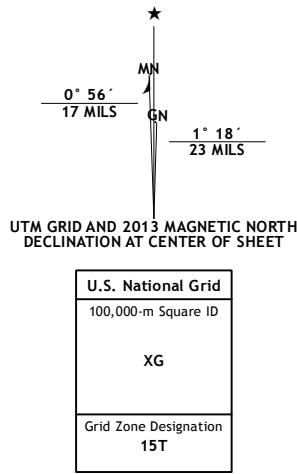 ★
MN
0° 56´
17 MILS
GN
1° 18´
23 MILS
UTM GRID AND 2013 MAGNETIC NORTH
DECLINATION AT CENTER OF SHEET
U.S. National Grid
100,000-m Square ID
XG
Grid Zone Designation
15T